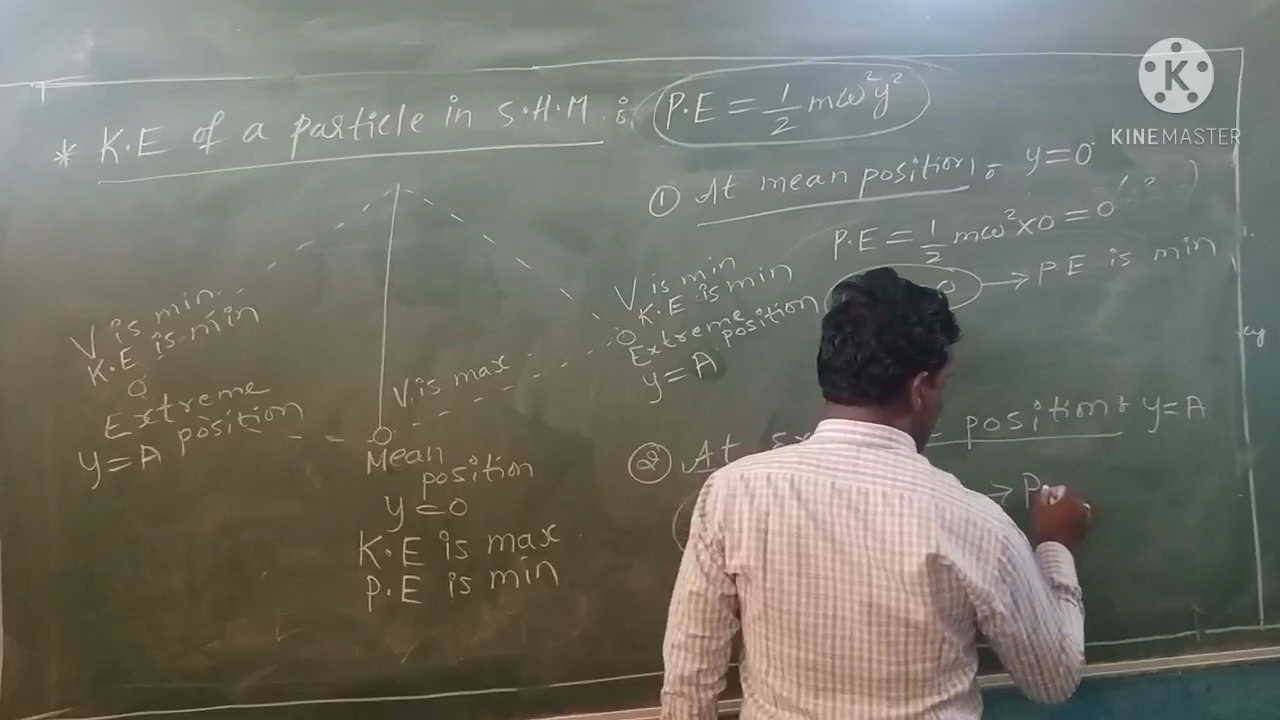 * K.E of a particle in S.H.M :
P.E = 1/2 mω²y²
① At mean position :- y=0
P.E = 1/2 mω² x0 = 0
0 → P.E is min
② At position : y=A
→ P.
V is min
K.E is min
Extreme position
y=A
V is min
K.E is min
Extreme position
y=A
V is max
Mean position
y=0
K.E is max
P.E is min
K
KINEMASTER